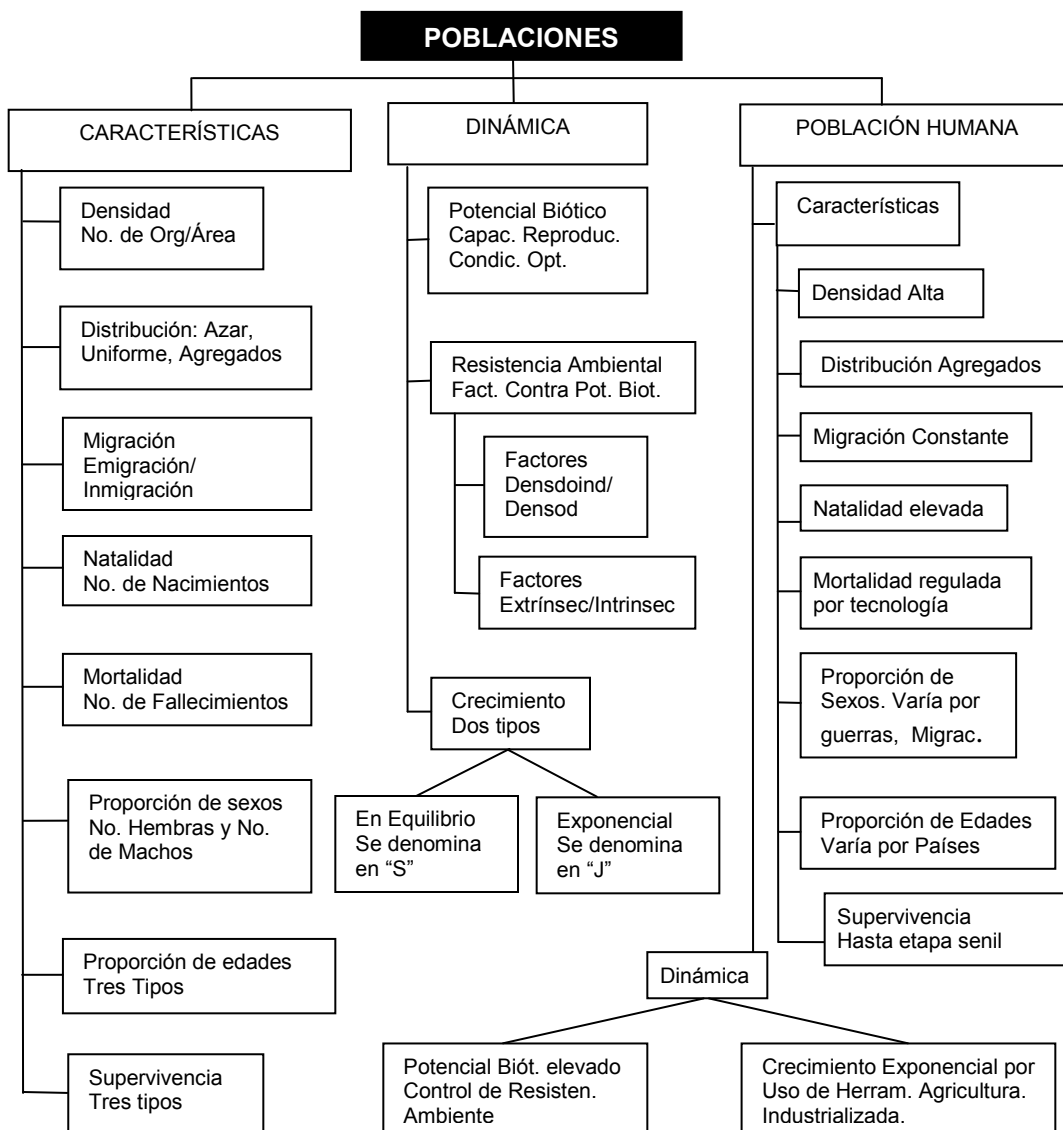 POBLACIONES
CARACTERÍSTÍCAS
Densidad
No. de Org/Área
Distribución: Azar,
Uniforme, Agregados
Migración
Emigración/
Inmigración
Natalidad
No. de Nacimientos
Mortalidad
No. de Fallecimientos
Proporción de sexos
No. Hembras y No.
de Machos
Proporción de edades
Tres Tipos
Supervivencia
Tres tipos
DINÁMICA
Potencial Biótico
Capac. Reproduc.
Condic. Opt.
Resistencia Ambiental
Fact. Contra Pot. Biot.
Factores
Densdoind/
Densod
Factores
Extrínsec/Intrinsec
Crecimiento
Dos tipos
En Equilibrio
Se denomina
en “S”
Exponencial
Se denomina
en “J”
POBLACIÓN HUMANA
Características
Densidad Alta
Distribución Agregados
Migración Constante
Natalidad elevada
Mortalidad regulada
por tecnología
Proporción de
Sexos. Varía por
guerras, Migrac.
Proporción de Edades
Varía por Países
Supervivencia
Hasta etapa senil
Dinámica
Potencial Biót. elevado
Control de Resisten.
Ambiente
Crecimiento Exponencial por
Uso de Herram. Agricultura.
Industrializada.